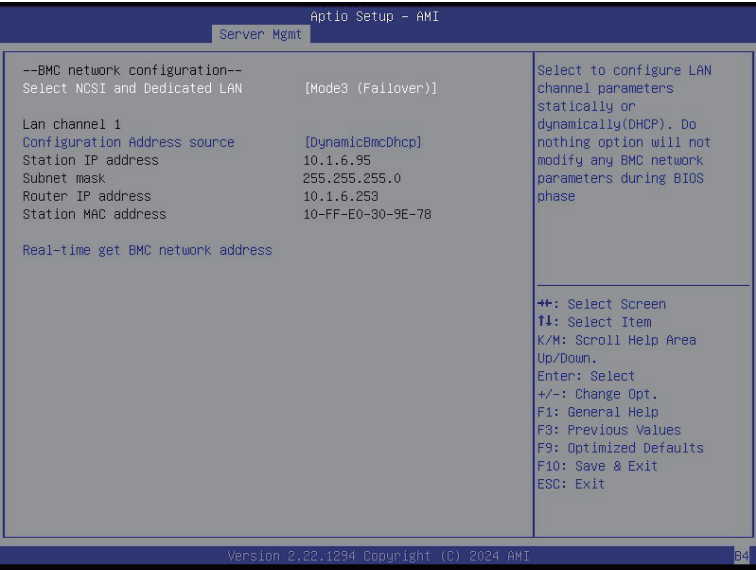 Aptio Setup – AMI
Server Mgmt
--BMC network configuration--
Select NCSI and Dedicated LAN [Mode3 (Failover)]
Lan channel 1
Configuration Address source [DynamicBmcDhcp]
Station IP address 10.1.6.95
Subnet mask 255.255.255.0
Router IP address 10.1.6.253
Station MAC address 10-FF-E0-30-9E-78
Real-time get BMC network address
Select to configure LAN
channel parameters
statically or
dynamically(DHCP). Do
nothing option will not
modify any BMC network
parameters during BIOS
phase
→←: Select Screen
↑↓: Select Item
K/M: Scroll Help Area
Up/Down.
Enter: Select
+/-: Change Opt.
F1: General Help
F3: Previous Values
F9: Optimized Defaults
F10: Save & Exit
ESC: Exit
Version 2.22.1294 Copyright (C) 2024 AMI
B4